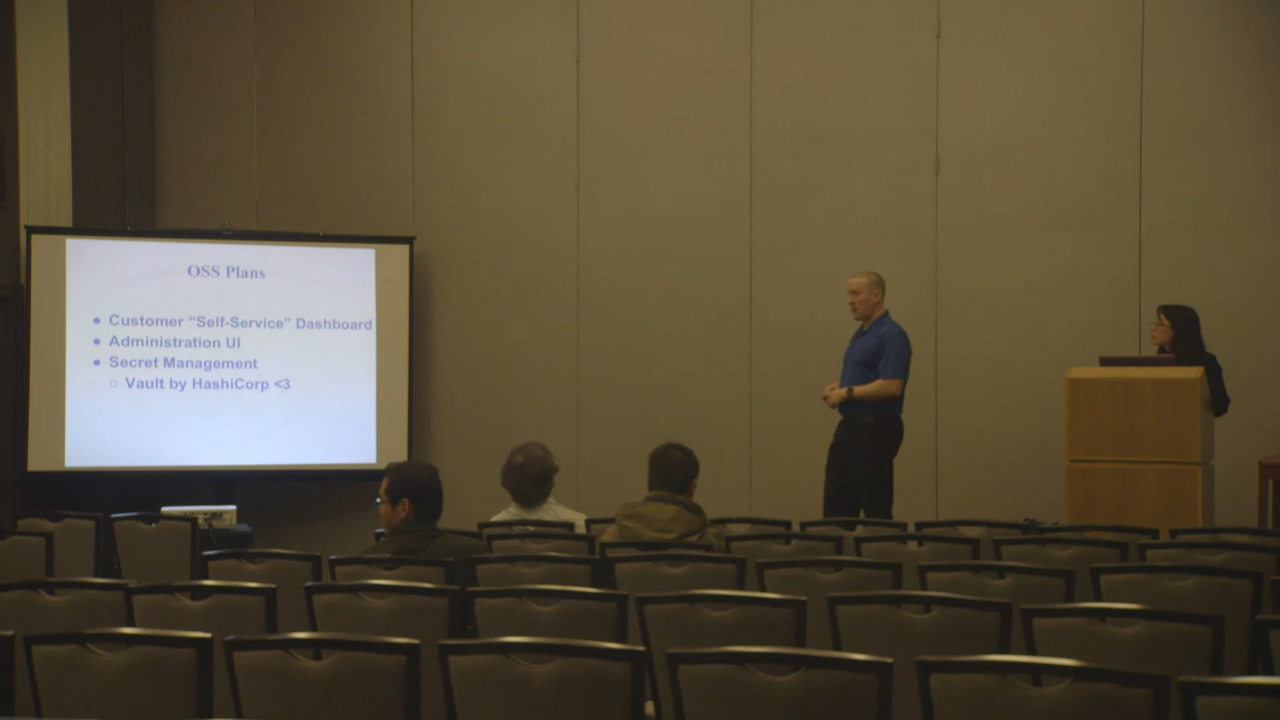 OSS Plans
● Customer “Self-Service” Dashboard
● Administration UI
● Secret Management
○ Vault by HashiCorp <3